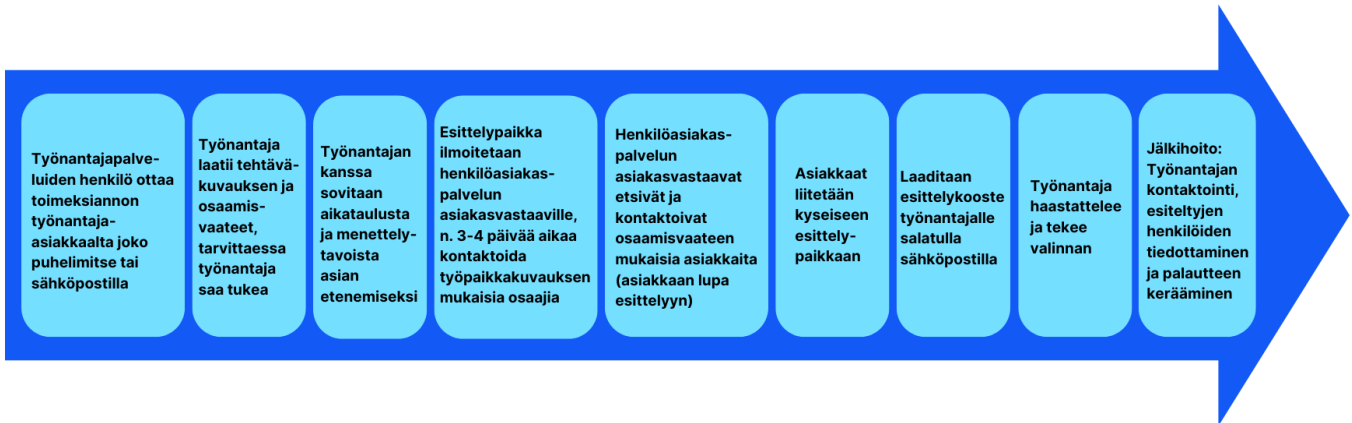 Työnantajapalve-
luiden henkilö ottaa
toimeksiannon
työnantaja-
asiakkaalta joko
puhelimitse tai
sähköpostilla
Työnantaja
laatii tehtävä-
kuvauksen ja
osaamis-
vaateet,
tarvittaessa
työnantaja
saa tukea
Työnantajan
kanssa
sovitaan
aikataulusta
ja menettely-
tavoista
asian
etenemiseksi
Esittelypaikka
ilmoitetaan
henkilöasiakas-
palvelun
asiakasvastaaville,
n. 3-4 päivää aikaa
kontaktoida
työpaikkakuvauksen
mukaisia osaajia
Henkilöasiakas-
palvelun
asiakasvastaavat
etsivät ja
kontaktoivat
osaamisvaateen
mukaisia asiakkaita
(asiakkaan lupa
esittelyyn)
Asiakkaat
liitetään
kyseiseen
esittely-
paikkaan
Laaditaan
esittelykooste
työnantajalle
salatulla
sähköpostilla
Työnantaja
haastattelee
ja tekee
valinnan
Jälkihoito:
Työnantajan
kontaktointi,
esiteltyjen
henkilöiden
tiedottaminen
ja palautteen
kerääminen